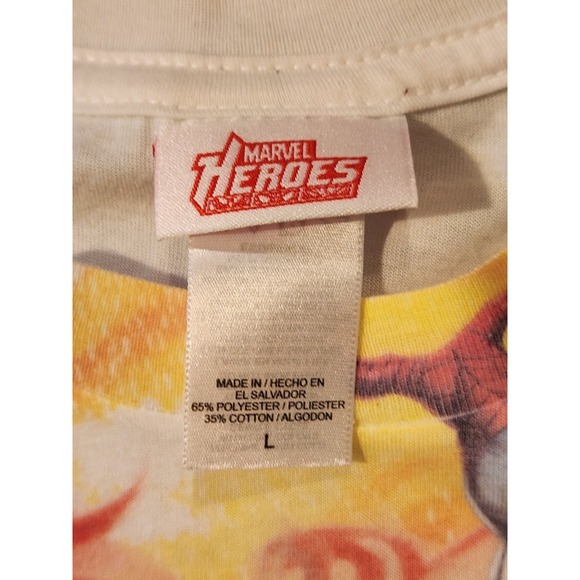 MARVEL
HEROES
MADE IN / HECHO EN
EL SALVADOR
65% POLYESTER / POLIESTER
35% COTTON / ALGODON
L